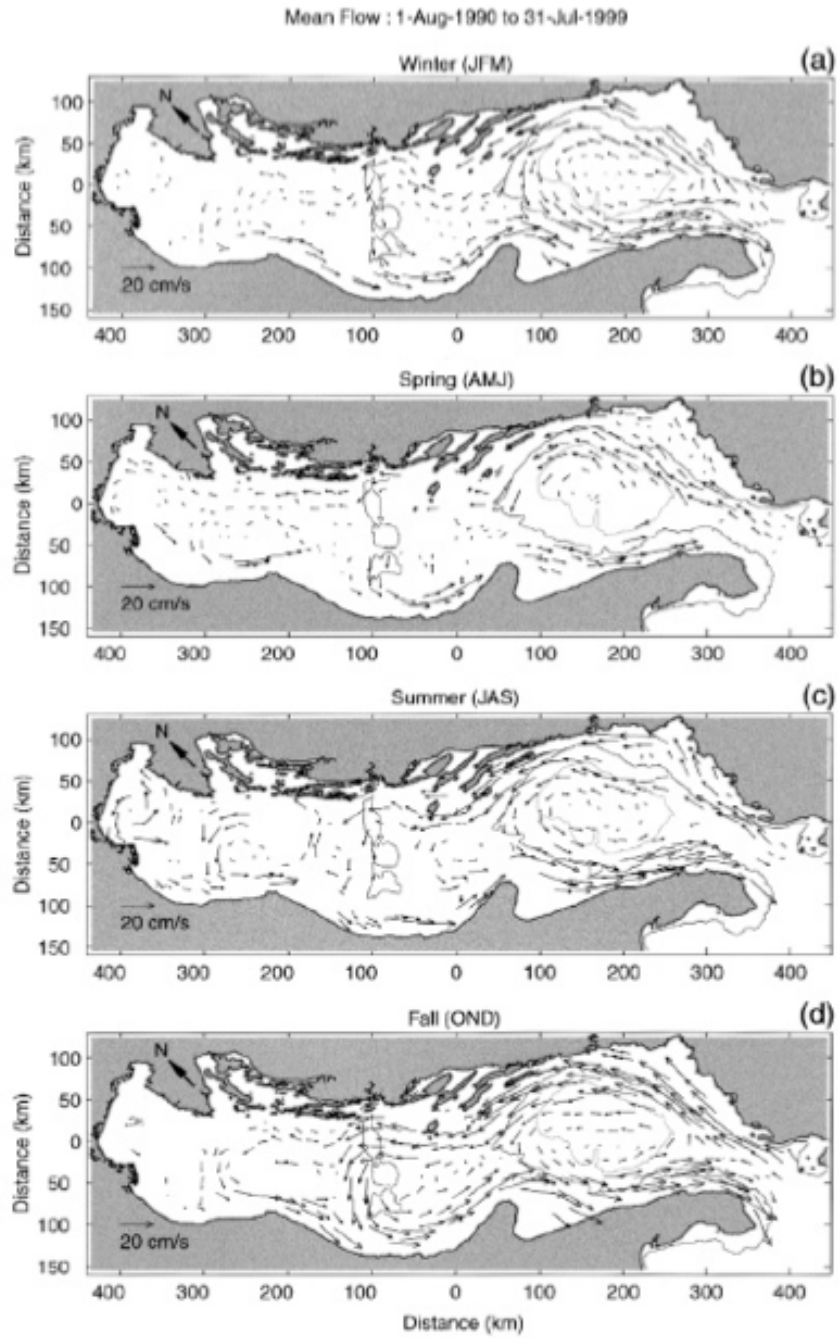 Mean Flow : 1-Aug-1990 to 31-Jul-1999
Winter (JFM)
(a)
N
100
50
0
50
100
150
Distance (km)
20 cm/s
400 300 200 100 0 100 200 300 400
Spring (AMJ)
(b)
N
100
50
0
50
100
150
Distance (km)
20 cm/s
400 300 200 100 0 100 200 300 400
Summer (JAS)
(c)
N
100
50
0
50
100
150
Distance (km)
20 cm/s
400 300 200 100 0 100 200 300 400
Fall (OND)
(d)
N
100
50
0
50
100
150
Distance (km)
20 cm/s
400 300 200 100 0 100 200 300 400
Distance (km)